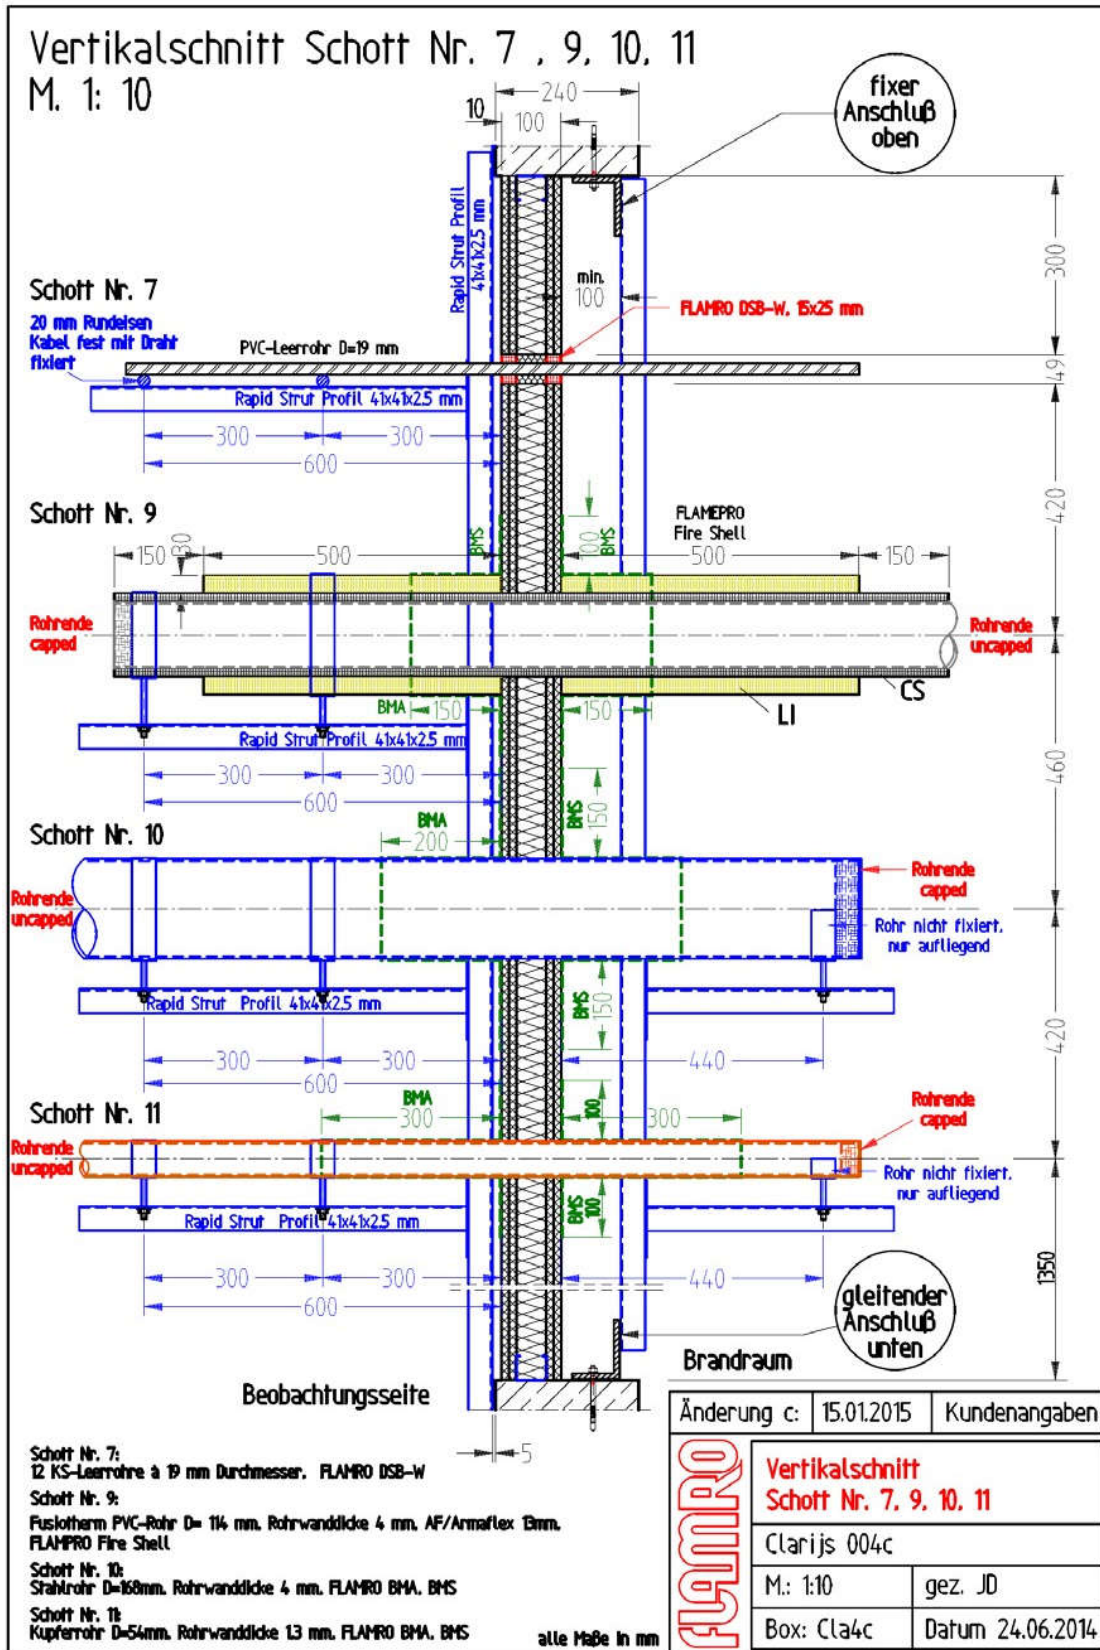 Vertikalschnitt Schott Nr. 7 , 9, 10, 11
M. 1: 10
240
10
100
fixer
Anschluß
oben
Rapid Strut Profil
41x41x2.5 mm
300
min.
100
Schott Nr. 7
20 mm Rundeisen
Kabel fest mit Draht
fixiert
PVC-Leerrohr D=19 mm
FLAMRO DSB-W, 15x25 mm
49
Rapid Strut Profil 41x41x2.5 mm
300
300
600
420
Schott Nr. 9
FLAMEPRO
Fire Shell
BMS
100
BMS
150
30
500
500
150
Rohrende
capped
Rohrende
uncapped
CS
LI
BMA
150
150
Rapid Strut Profil 41x41x2.5 mm
300
300
600
460
Schott Nr. 10
BMA
200
BMS
150
Rohrende
capped
Rohrende
uncapped
Rohr nicht fixiert,
nur aufliegend
Rapid Strut Profil 41x41x2.5 mm
BMS
150
300
300
440
600
420
Schott Nr. 11
BMA
300
100
300
Rohrende
capped
Rohrende
uncapped
Rohr nicht fixiert,
nur aufliegend
Rapid Strut Profil 41x41x2.5 mm
BMS
100
300
300
440
600
1350
gleitender
Anschluß
unten
Brandraum
Beobachtungsseite
5
Schott Nr. 7:
12 KS-Leerrohre à 19 mm Durchmesser, FLAMRO DSB-W
Schott Nr. 9:
Fusiotherm PVC-Rohr D= 114 mm, Rohrwanddicke 4 mm, AF/Armaflex 13mm,
FLAMPRO Fire Shell
Schott Nr. 10:
Stahlrohr D=168mm, Rohrwanddicke 4 mm, FLAMRO BMA, BMS
Schott Nr. 11:
Kupferrohr D=54mm, Rohrwanddicke 1.3 mm, FLAMRO BMA, BMS
alle Maße in mm
Änderung c: 15.01.2015 Kundenangaben
FLAMRO
Vertikalschnitt
Schott Nr. 7, 9, 10, 11
Clarijs 004c
M.: 1:10 gez. JD
Box: Cla4c Datum 24.06.2014